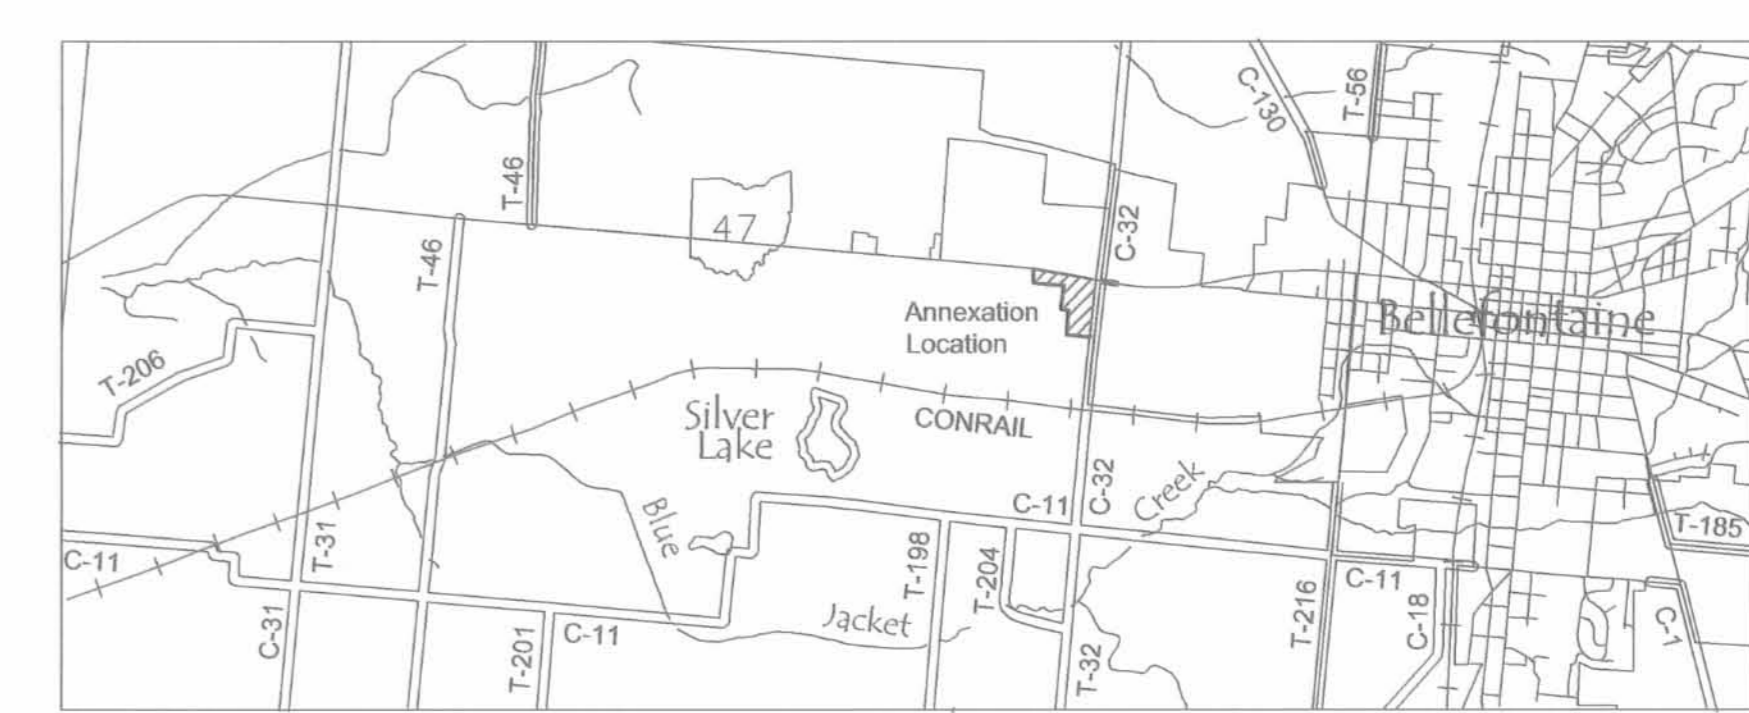 C-130
T-56
T-46
T-46
47
C-32
Annexation
Location
Bellefontaine
T-206
Silver
Lake
CONRAIL
C-11
C-32
Creek
Blue
T-185
C-11
T-31
T-198
T-204
C-11
C-31
T-201
C-11
Jacket
T-32
T-216
C-18
C-1